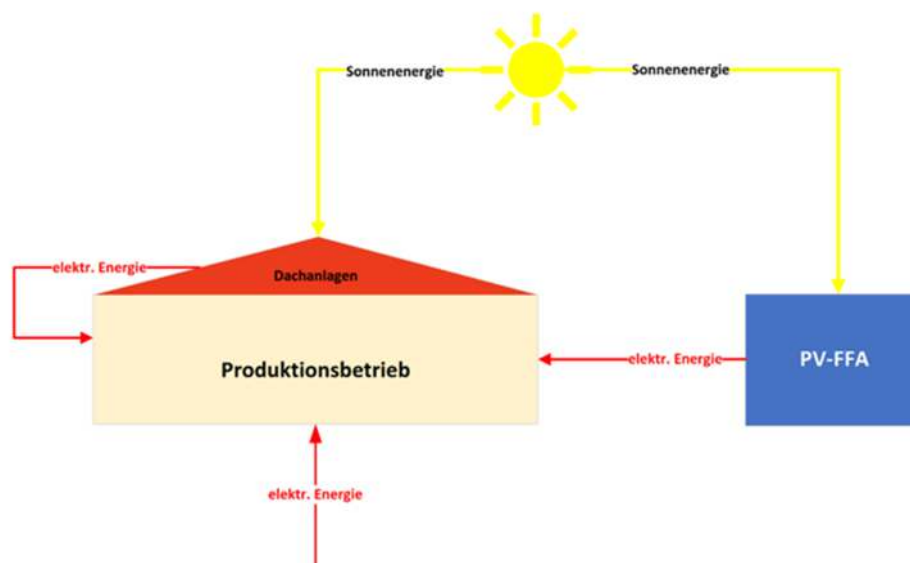 Sonnenenergie
Sonnenenergie
elektr. Energie
Dachanlagen
Produktionsbetrieb
elektr. Energie
PV-FFA
elektr. Energie